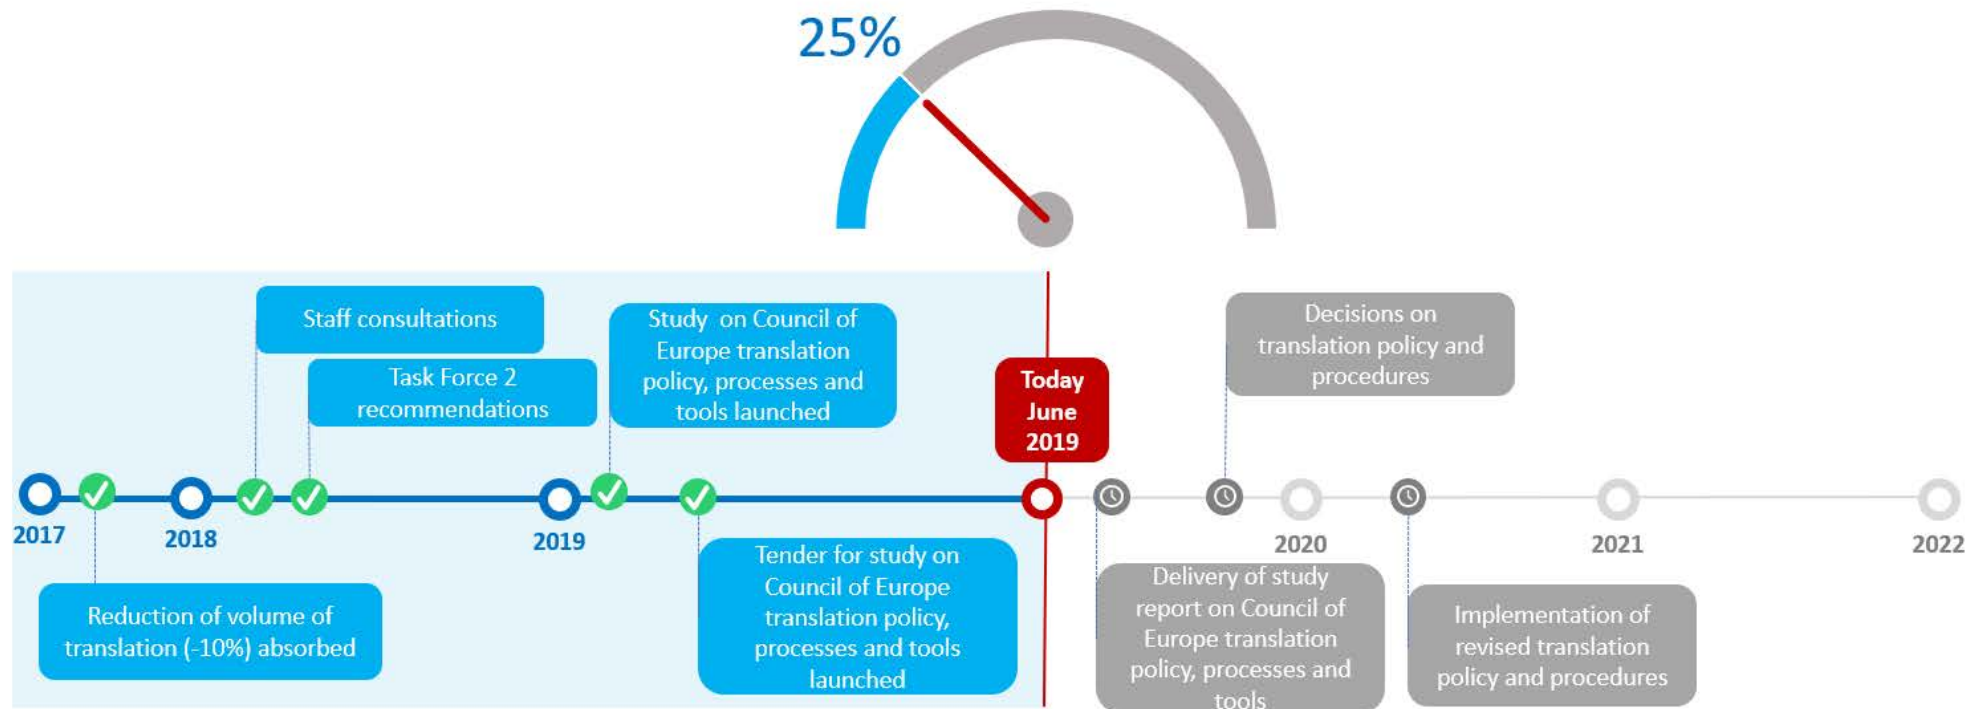 25%
Staff consultations
Task Force 2
recommendations
Study on Council of
Europe translation
policy, processes and
tools launched
Today
June
2019
Decisions on
translation policy and
procedures
2017
2018
2019
2020
2021
2022
Reduction of volume of
translation (-10%) absorbed
Tender for study on
Council of Europe
translation policy,
processes and tools
launched
Delivery of study
report on Council of
Europe translation
policy, processes and
tools
Implementation of
revised translation
policy and procedures